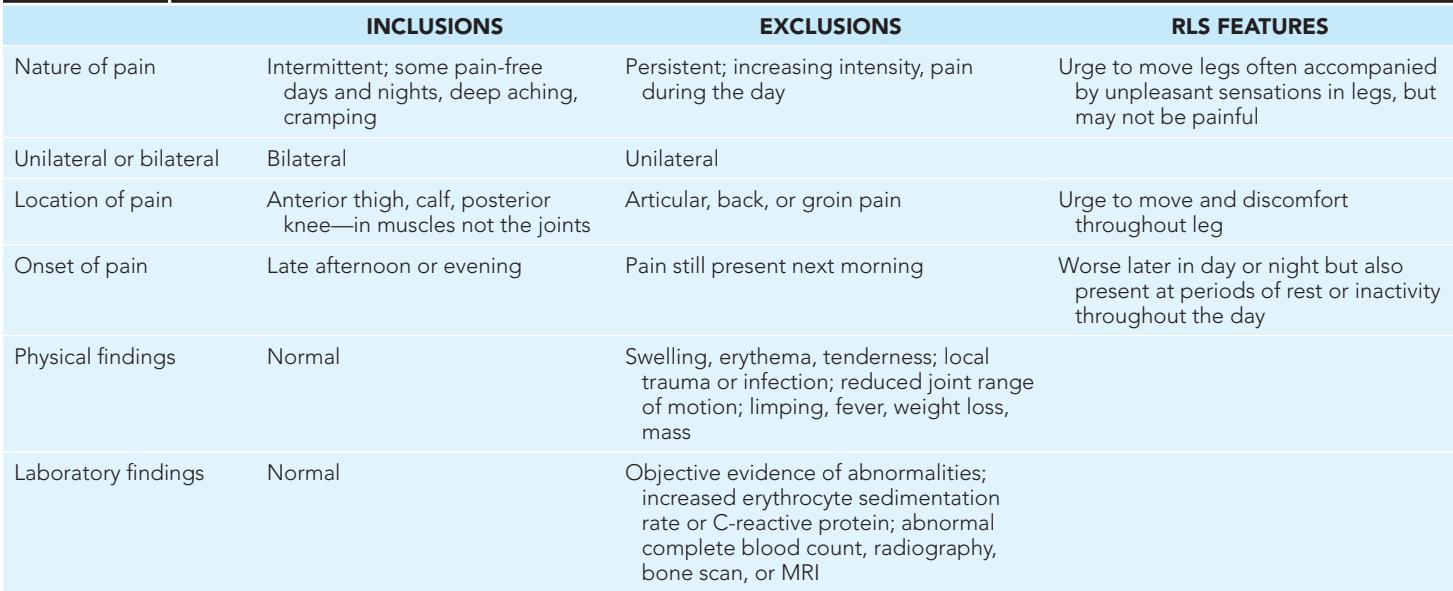 INCLUSIONS EXCLUSIONS RLS FEATURES
Nature of pain Intermittent; some pain-free Persistent; increasing intensity, pain Urge to move legs often accompanied
days and nights, deep aching, during the day by unpleasant sensations in legs, but
cramping may not be painful
Unilateral or bilateral Bilateral Unilateral
Location of pain Anterior thigh, calf, posterior Articular, back, or groin pain Urge to move and discomfort
knee—in muscles not the joints throughout leg
Onset of pain Late afternoon or evening Pain still present next morning Worse later in day or night but also
present at periods of rest or inactivity
throughout the day
Physical findings Normal Swelling, erythema, tenderness; local
trauma or infection; reduced joint range
of motion; limping, fever, weight loss,
mass
Laboratory findings Normal Objective evidence of abnormalities;
increased erythrocyte sedimentation
rate or C-reactive protein; abnormal
complete blood count, radiography,
bone scan, or MRI